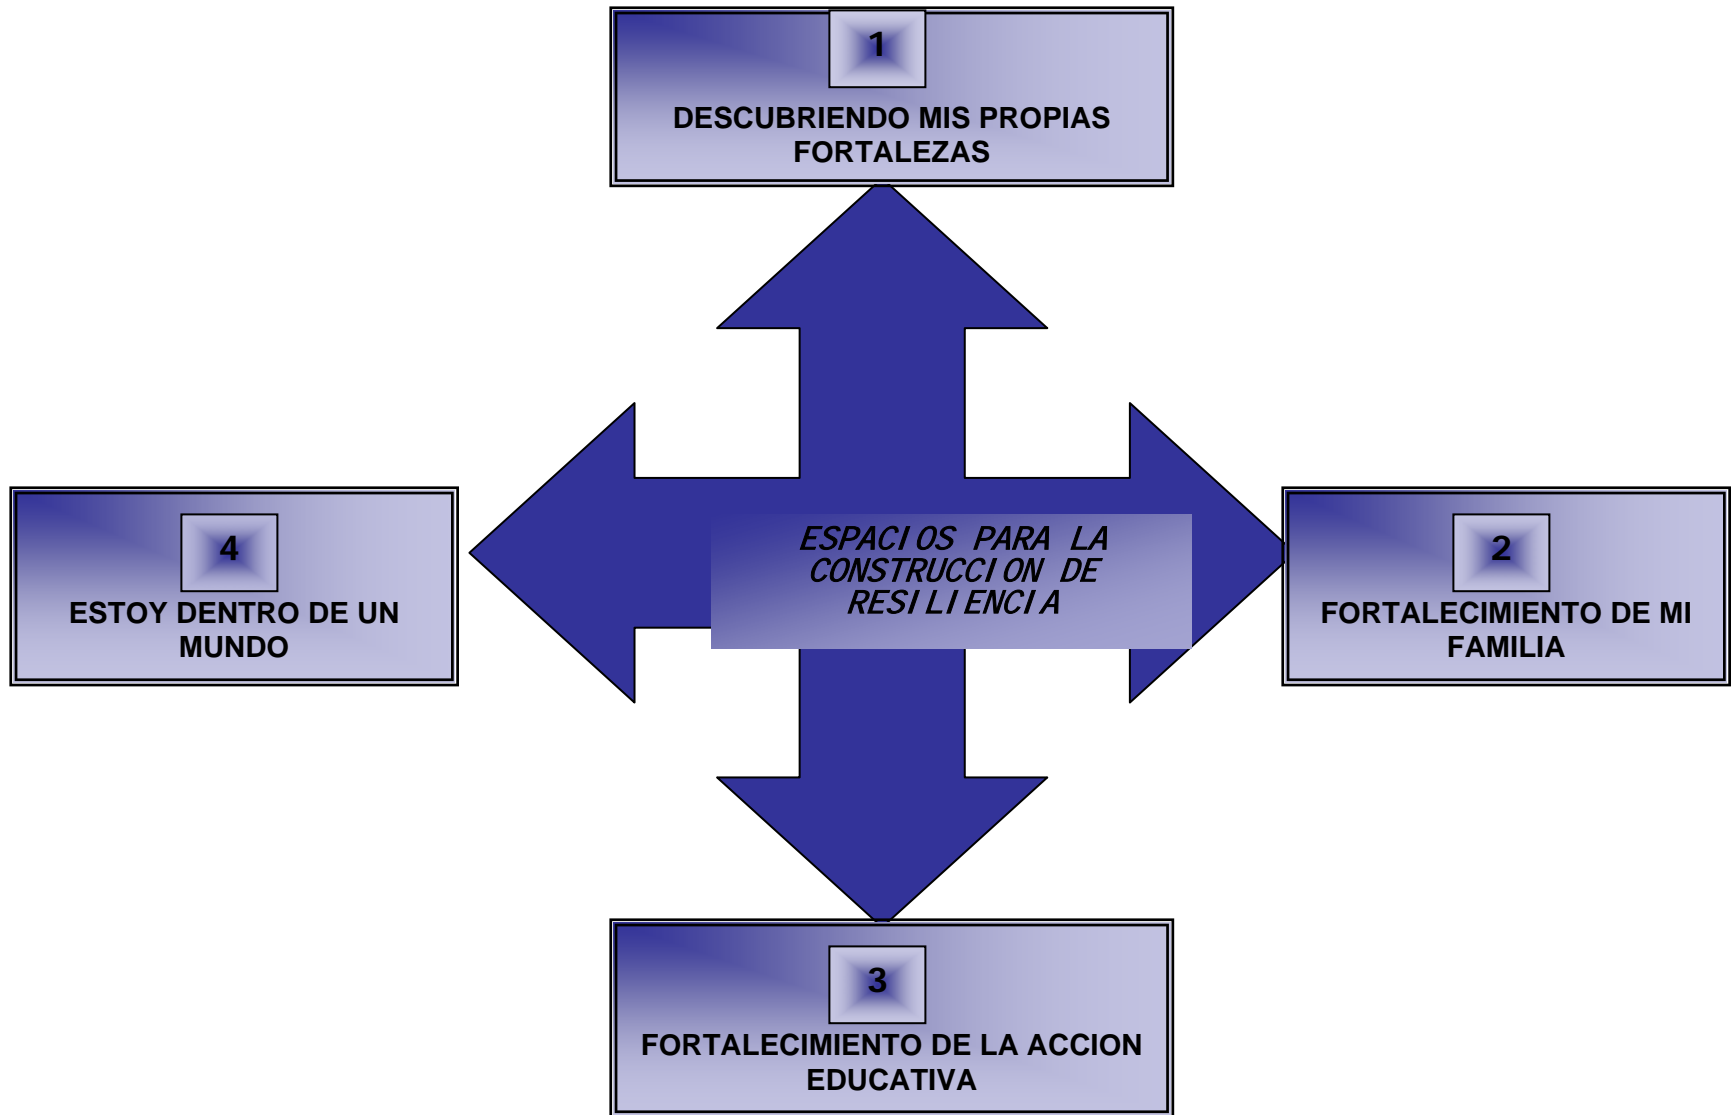 1
DESCUBRIENDO MIS PROPIAS
FORTALEZAS
4
ESTOY DENTRO DE UN
MUNDO
ESPACIOS PARA LA
CONSTRUCCION DE
RESILIENCIA
2
FORTALECIMIENTO DE MI
FAMILIA
3
FORTALECIMIENTO DE LA ACCION
EDUCATIVA